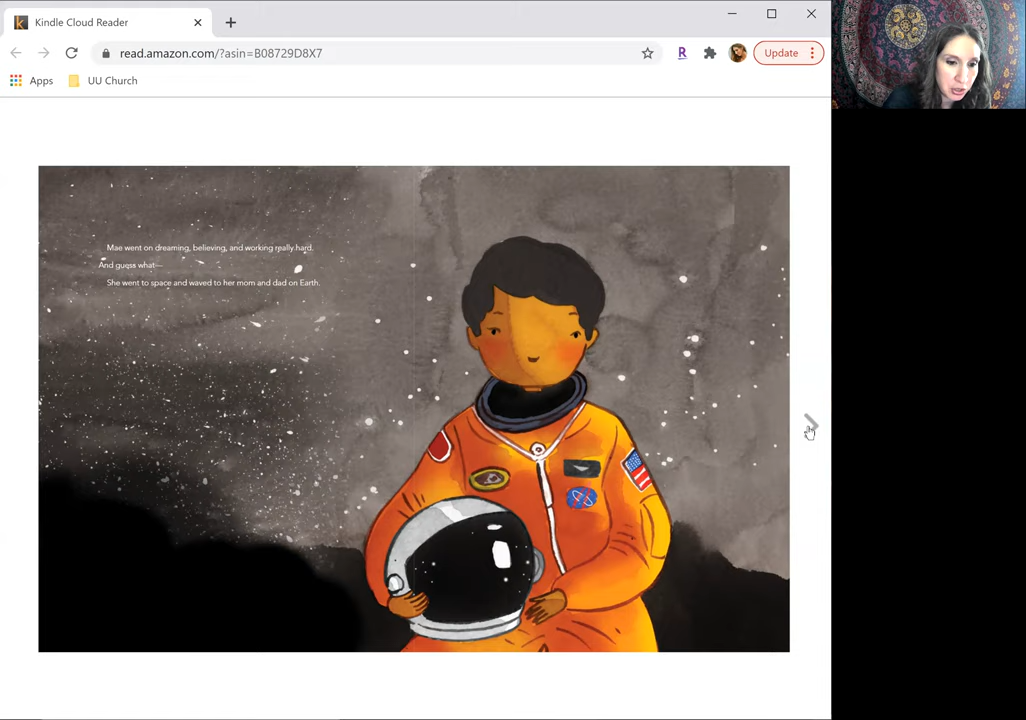 Kindle Cloud Reader
read.amazon.com/?asin=B08729D8X7
R
Update
Apps
UU Church
Mae went on dreaming, believing, and working really hard.
And guess what—
She went to space and waved to her mom and dad on Earth.